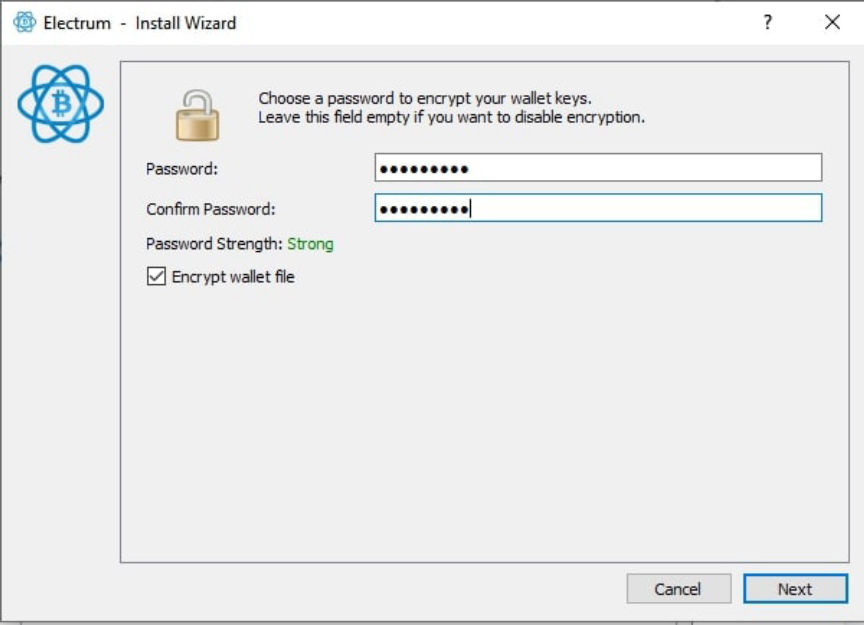 Electrum - Install Wizard
?
Choose a password to encrypt your wallet keys.
Leave this field empty if you want to disable encryption.
Password: ●●●●●●●●●
Confirm Password: ●●●●●●●●●
Password Strength: Strong
Encrypt wallet file
Cancel Next